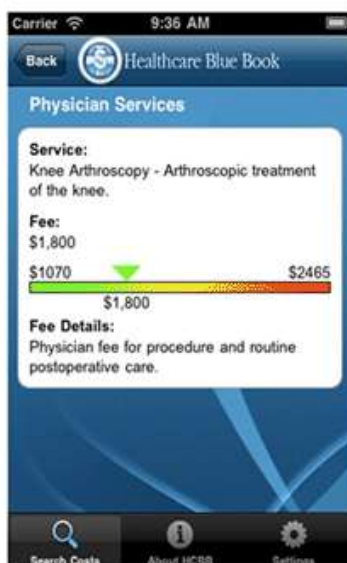 Carrier 9:36 AM
Back Healthcare Blue Book
Physician Services
Service:
Knee Arthroscopy - Arthroscopic treatment
of the knee.
Fee:
$1,800
$1070 $2465
$1,800
Fee Details:
Physician fee for procedure and routine
postoperative care.
Search Costs About HCBB Settings